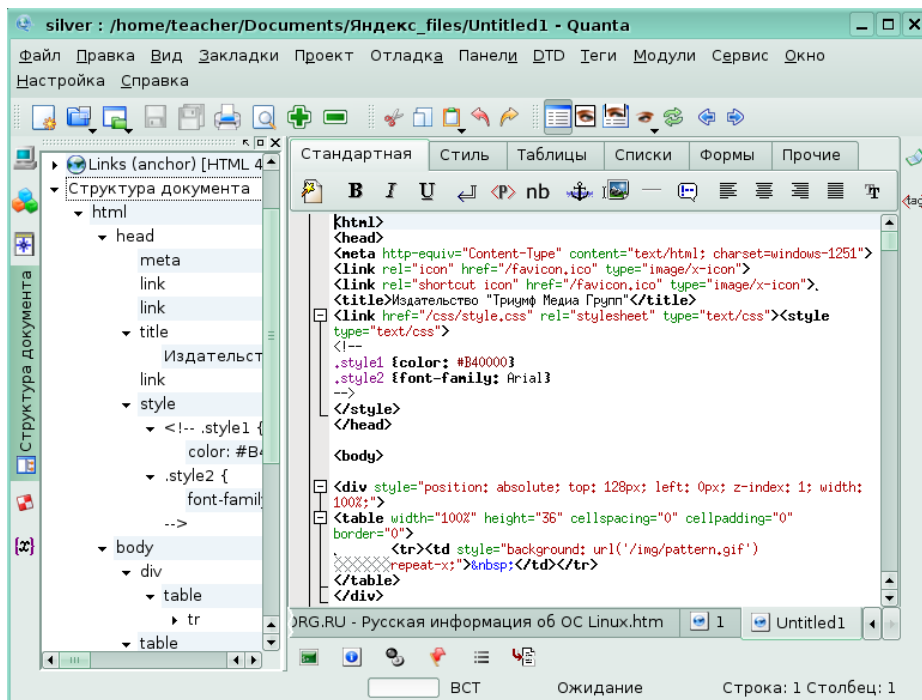 silver : /home/teacher/Documents/Яндекс_files/Untitled1 - Quanta
Файл Правка Вид Закладки Проект Отладка Панели DTD Теги Модули Сервис Окно
Настройка Справка
Links (anchor) [HTML 4
Структура документа
html
head
meta
link
link
title
Издательст
link
style
<!-- .style1 {
color: #B4
.style2 {
font-family
-->
body
div
table
tr
table
Структура документа
{x}
Стандартная Стиль Таблицы Списки Формы Прочие
B I U <P> nb Tr
<tag
<html>
<head>
<meta http-equiv="Content-Type" content="text/html; charset=windows-1251">
<link rel="icon" href="/favicon.ico" type="image/x-icon">
<link rel="shortcut icon" href="/favicon.ico" type="image/x-icon">.
<title>Издательство "Триумф Медиа Групп"</title>
<link href="/css/style.css" rel="stylesheet" type="text/css"><style
type="text/css">
<!--
.style1 {color: #B40000}
.style2 {font-family: Arial}
-->
</style>
</head>
<body>
<div style="position: absolute; top: 128px; left: 0px; z-index: 1; width:
100%;">
<table width="100%" height="36" cellspacing="0" cellpadding="0"
border="0">
. <tr><td style="background: url('/img/pattern.gif')
repeat-x;">&nbsp;</td></tr>
</table>
</div>
ORG.RU - Русская информация об ОС Linux.htm 1 Untitled1
ВСТ Ожидание Строка: 1 Столбец: 1